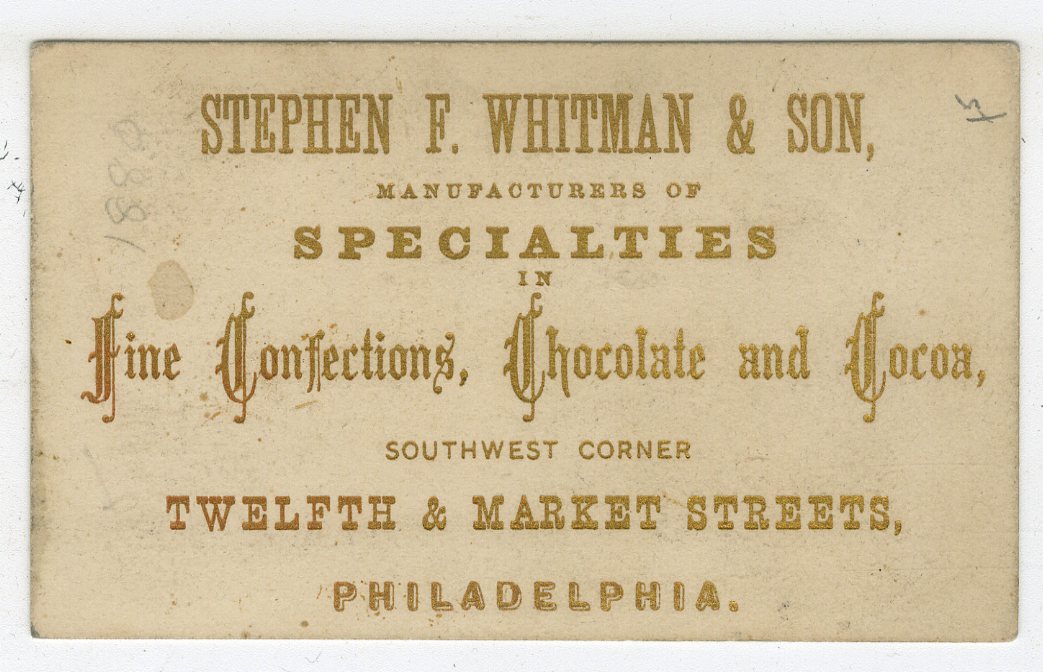 STEPHEN F. WHITMAN & SON,
MANUFACTURERS OF
SPECIALTIES
IN
Fine Confections, Chocolate and Cocoa,
SOUTHWEST CORNER
TWELFTH & MARKET STREETS,
PHILADELPHIA.
1880